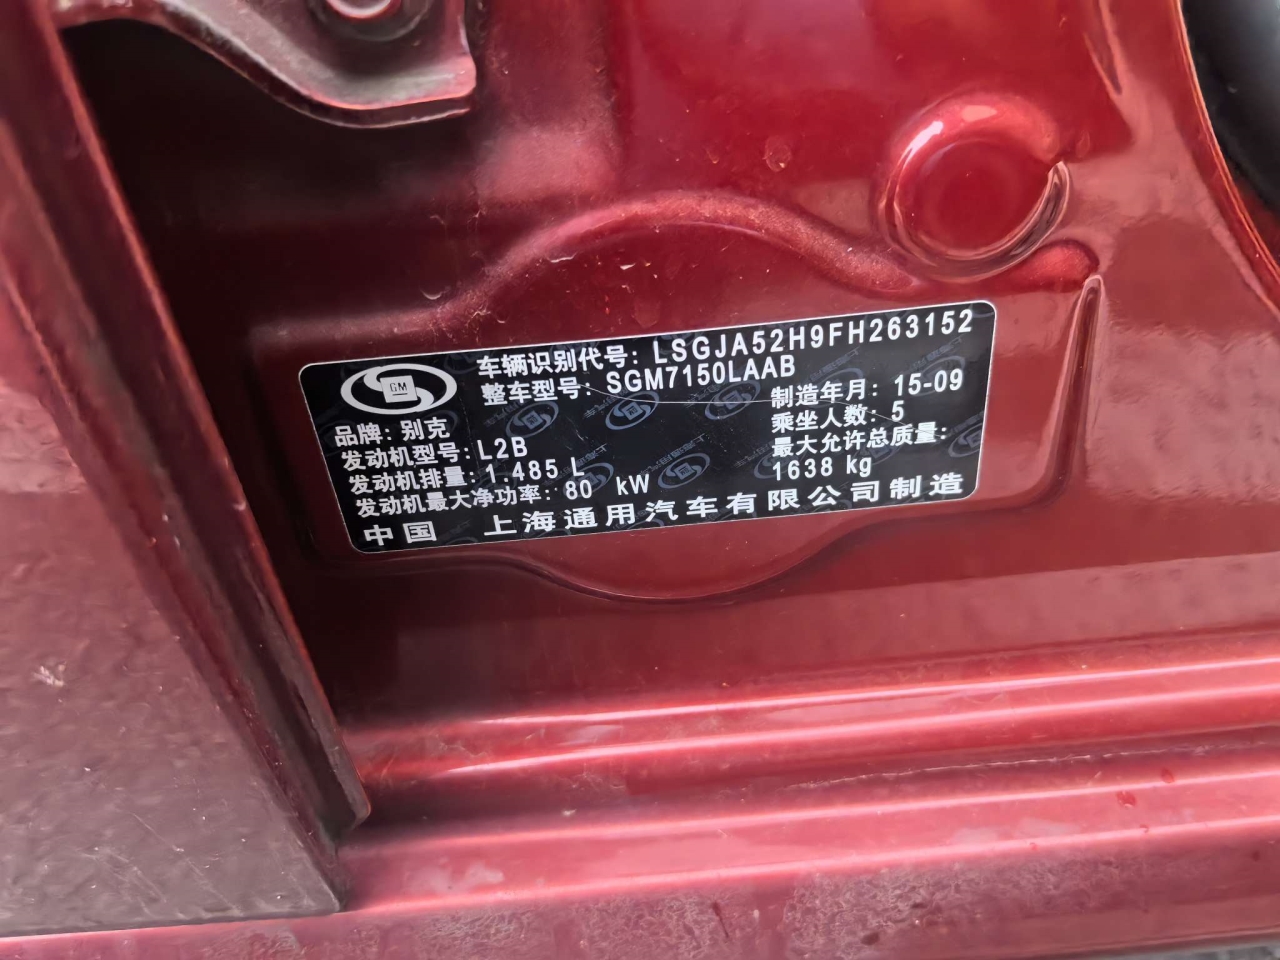 GM
车辆识别代号: LSGJA52H9FH263152
整车型号: SGM7150LAAB
品牌: 别克
制造年月: 15-09
发动机型号: L2B
乘坐人数: 5
发动机排量: 1.485 L
最大允许总质量:
1638 kg
发动机最大净功率: 80 kW
中国 上海通用汽车有限公司制造